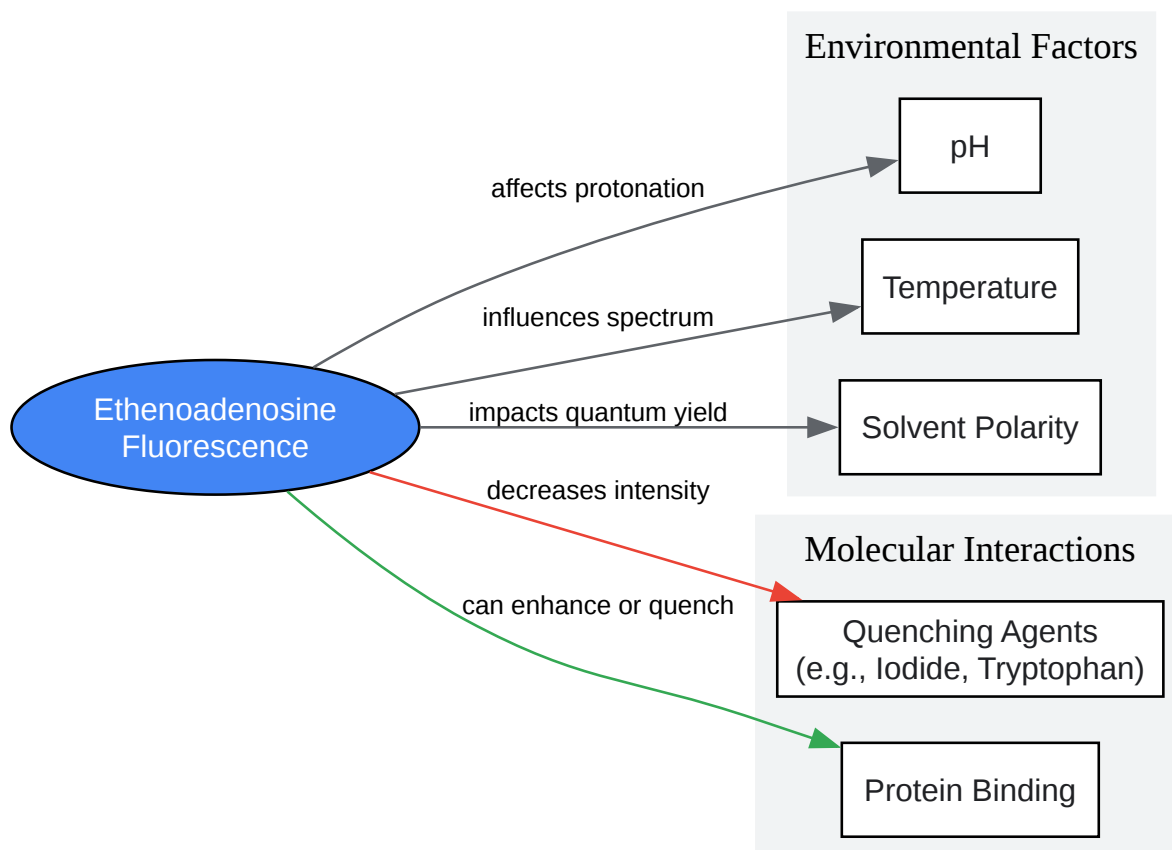 Environmental Factors
pH
affects protonation
Temperature
influences spectrum
Ethenoadenosine
Fluorescence
impacts quantum yield
Solvent Polarity
decreases intensity
Molecular Interactions
can enhance or quench
Quenching Agents
(e.g., Iodide, Tryptophan)
Protein Binding